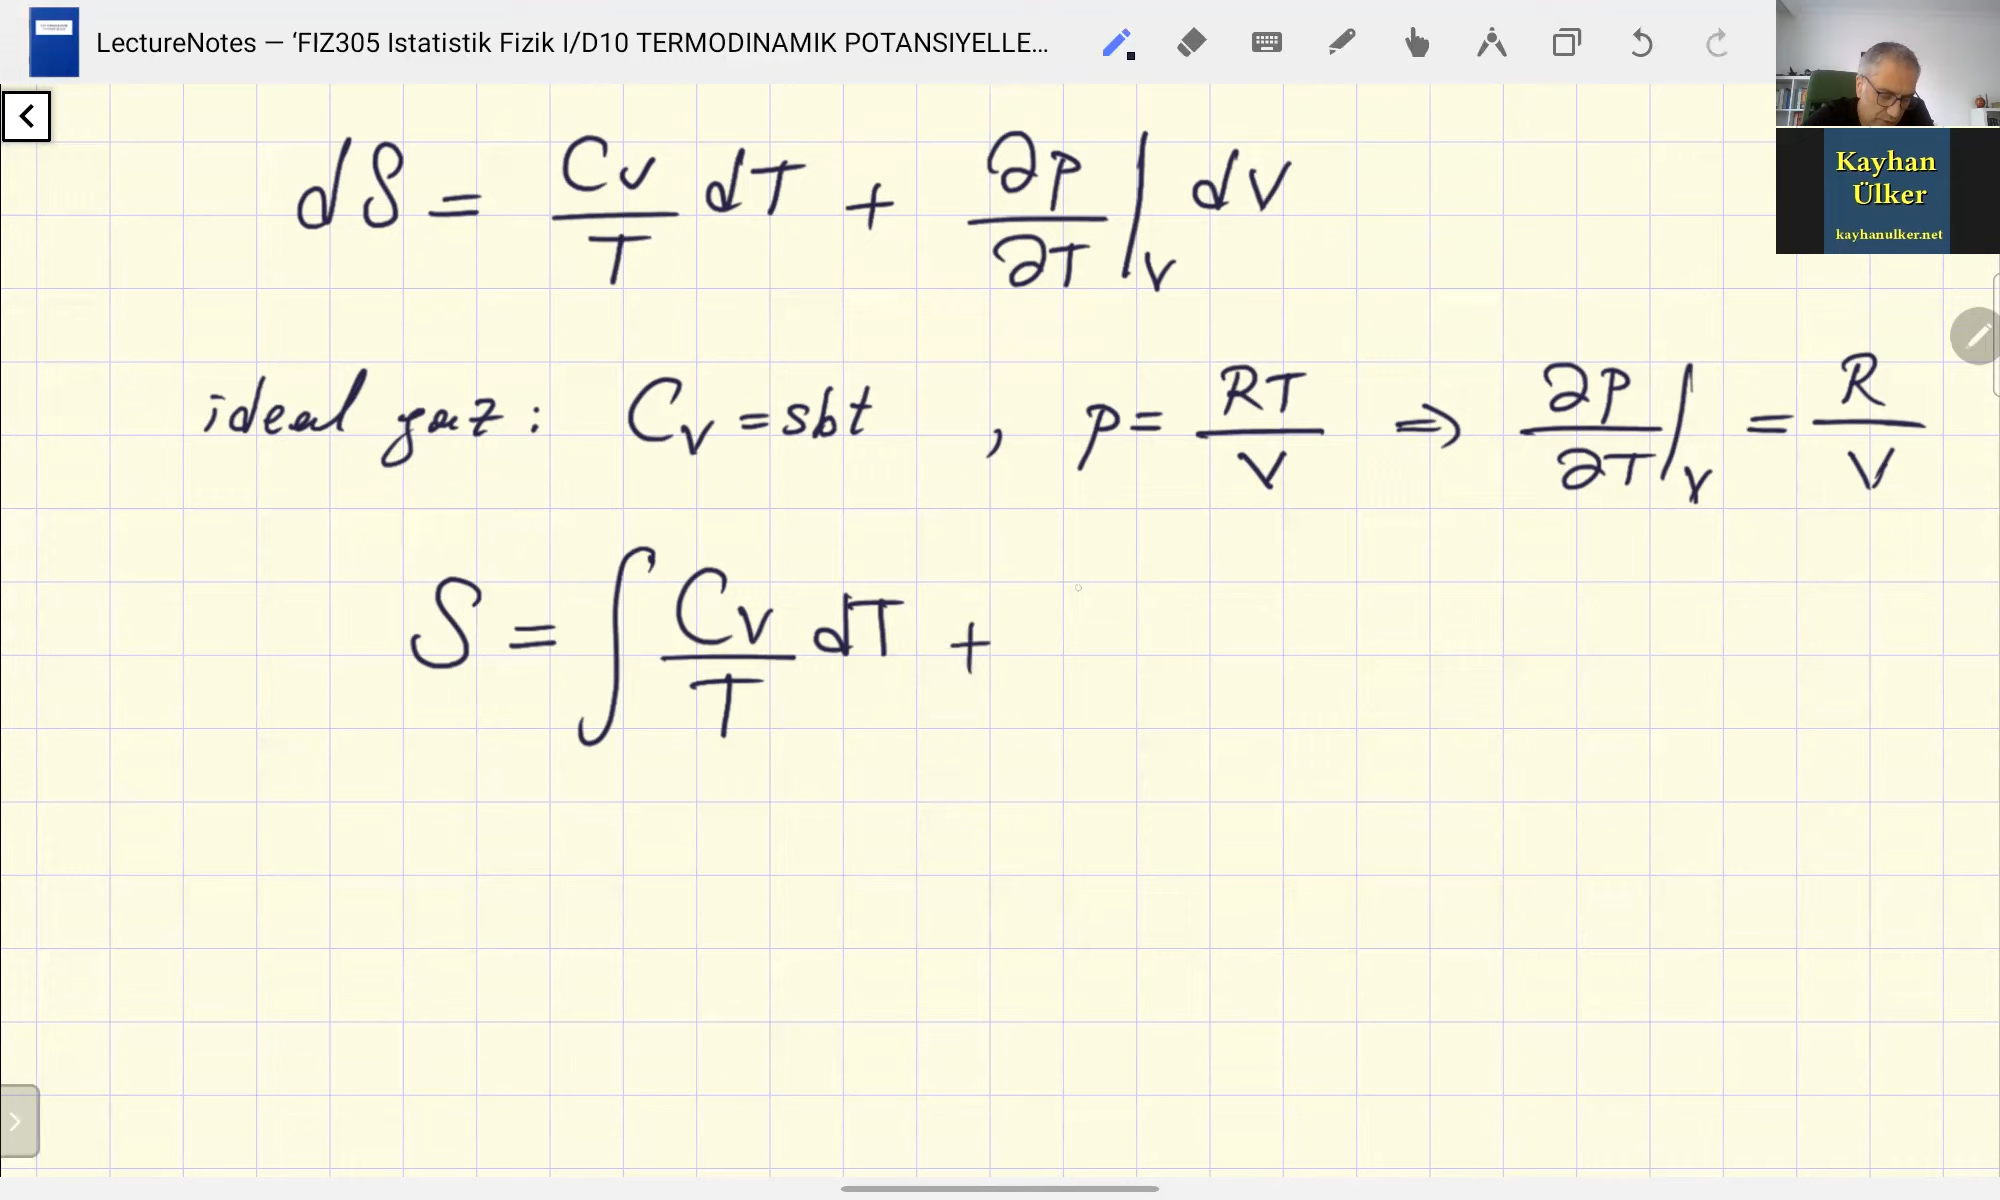 LectureNotes — ‘FIZ305 Istatistik Fizik I/D10 TERMODINAMIK POTANSIYELLE…
Kayhan
Ülker
kayhanulker.net
dS = Cv/T dT + ∂P/∂T|v dV
ideal gaz : Cv = sbt , P = RT/V ⇒ ∂P/∂T|v = R/V
S = ∫ Cv/T dT +